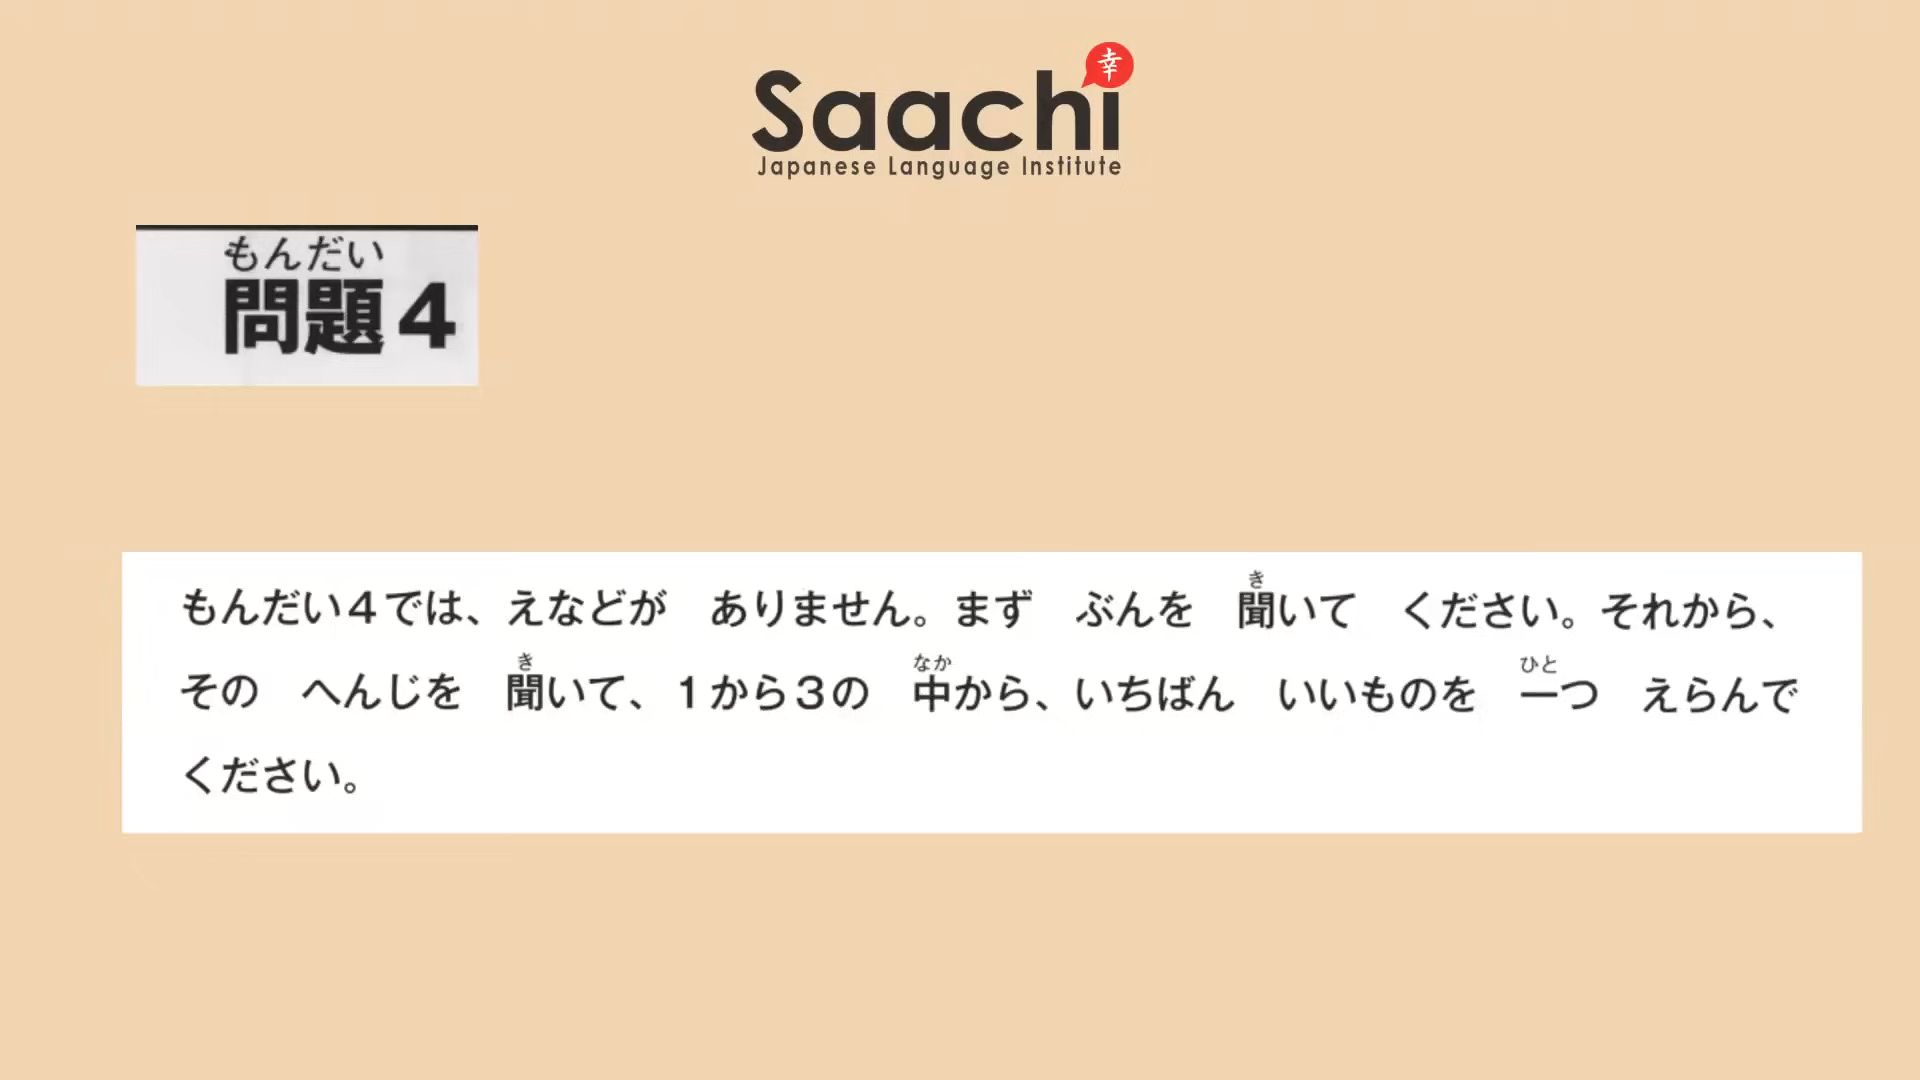 Saachi
幸
Japanese Language Institute
もんだい
問題4
もんだい4では、えなどが　ありません。まず　ぶんを　聞いて　ください。それから、
き
その　へんじを　聞いて、1から3の　中から、いちばん　いいものを　一つ　えらんで
き　なか　ひと
ください。